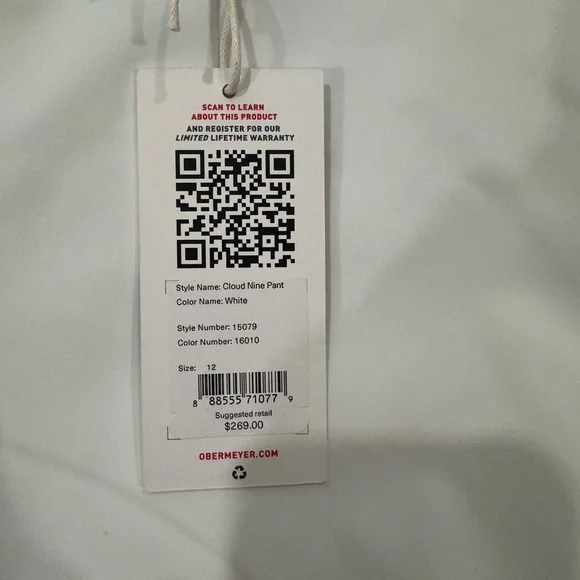 SCAN TO LEARN
ABOUT THIS PRODUCT
AND REGISTER FOR OUR
LIMITED LIFETIME WARRANTY
Style Name: Cloud Nine Pant
Color Name: White
Style Number: 15079
Color Number: 16010
Size: 12
8 88555 71077 9
Suggested retail
$269.00
OBERMEYER.COM